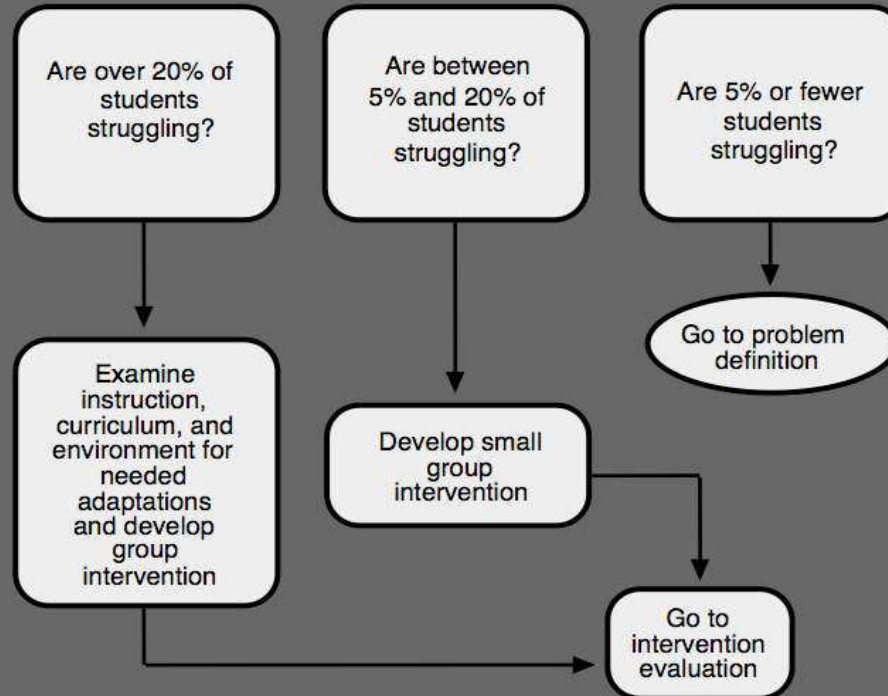 Are over 20% of
students
struggling?
Are between
5% and 20% of
students
struggling?
Are 5% or fewer
students
struggling?
Go to problem
definition
Examine
instruction,
curriculum, and
environment for
needed
adaptations
and develop
group
intervention
Develop small
group
intervention
Go to
intervention
evaluation